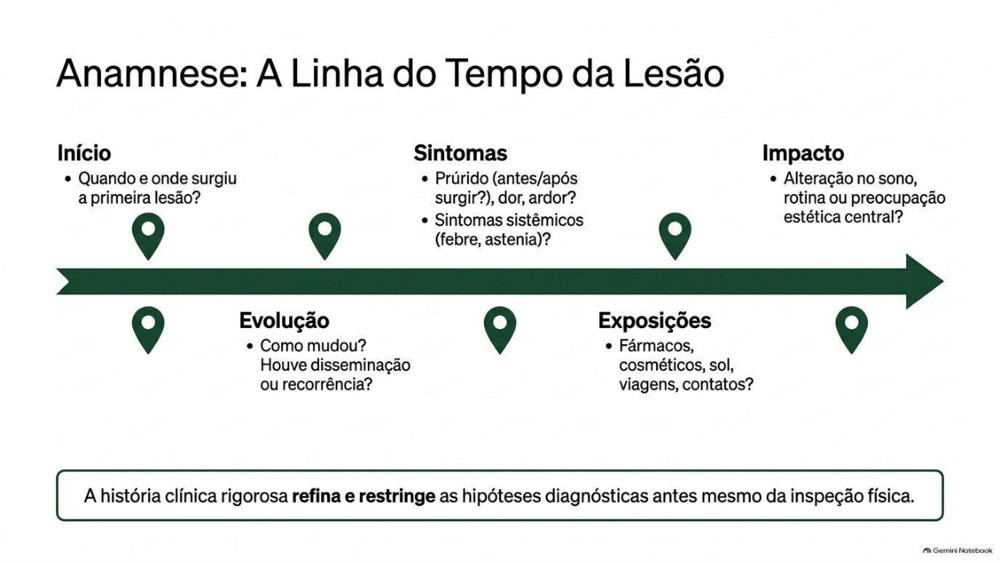 Anamnese: A Linha do Tempo da Lesão
Início
• Quando e onde surgiu
a primeira lesão?
Evolução
• Como mudou?
Houve disseminação
ou recorrência?
Sintomas
• Prúrido (antes/após
surgir?), dor, ardor?
• Sintomas sistêmicos
(febre, astenia)?
Exposições
• Fármacos,
cosméticos, sol,
viagens, contatos?
Impacto
• Alteração no sono,
rotina ou preocupação
estética central?
A história clínica rigorosa refina e restringe as hipóteses diagnósticas antes mesmo da inspeção física.
Gemini Notebook